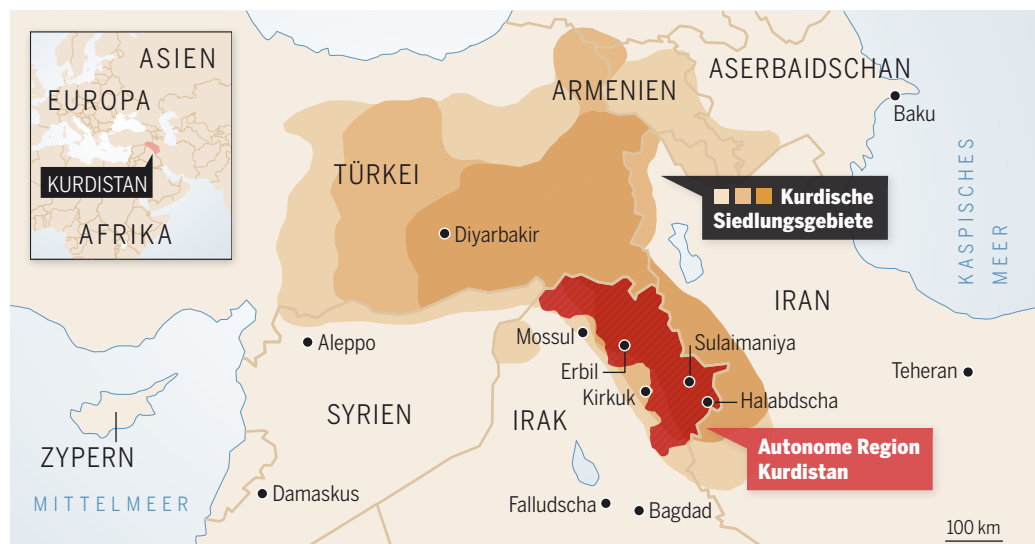 ASIEN
EUROPA
KURDISTAN
AFRIKA
ARMENIEN
ASERBAIDSCHAN
Baku
TÜRKEI
Kurdische
Siedlungsgebiete
KASPISCHES
MEER
Diyarbakir
IRAN
Aleppo
Mossul
Sulaimaniya
Erbil
Teheran
Kirkuk
Halabdscha
SYRIEN
IRAK
ZYPERN
Autonome Region
Kurdistan
MITTELMEER
Damaskus
Falludscha
Bagdad
100 km